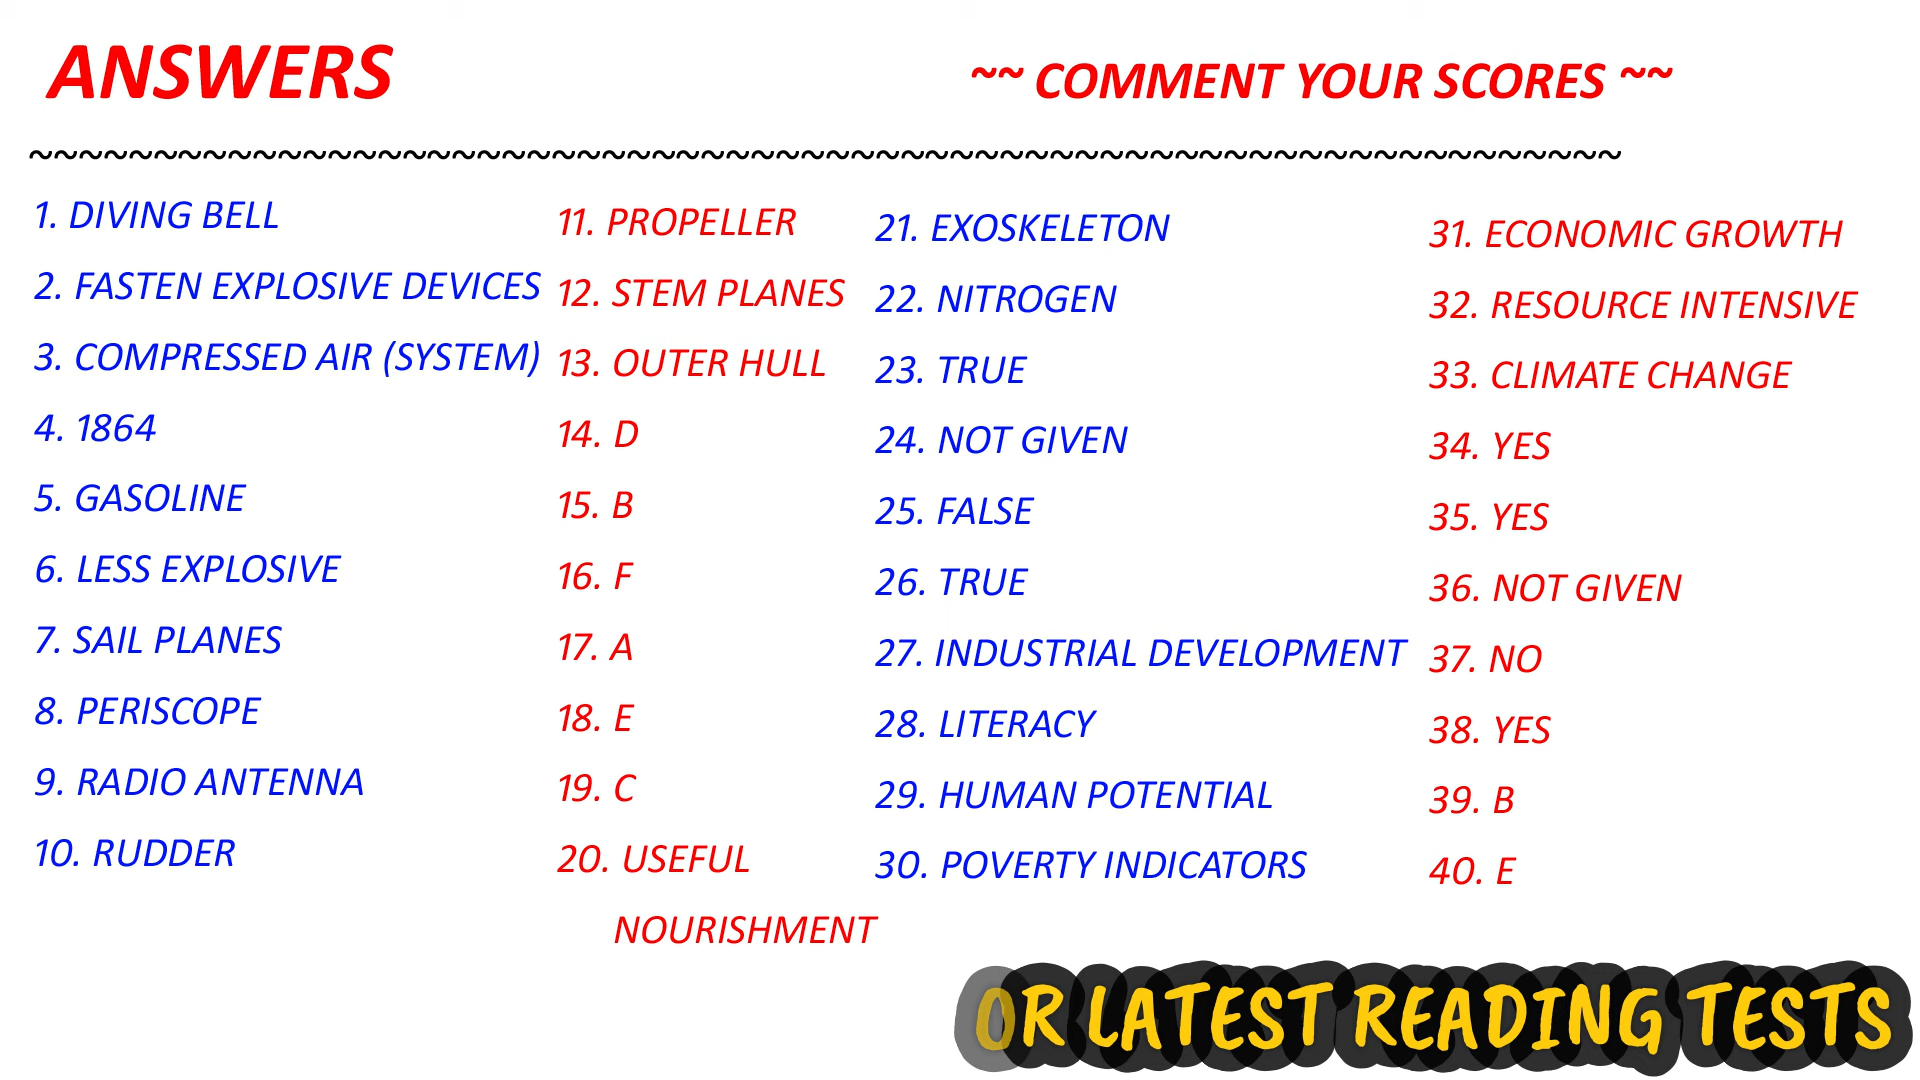 ANSWERS
~~ COMMENT YOUR SCORES ~~
~~~~~~~~~~~~~~~~~~~~~~~~~~~~~~~~~~~~~~~~~~~~~~~~~~~~~~~~~~~~~~~~
1. DIVING BELL
2. FASTEN EXPLOSIVE DEVICES
3. COMPRESSED AIR (SYSTEM)
4. 1864
5. GASOLINE
6. LESS EXPLOSIVE
7. SAIL PLANES
8. PERISCOPE
9. RADIO ANTENNA
10. RUDDER
11. PROPELLER
12. STEM PLANES
13. OUTER HULL
14. D
15. B
16. F
17. A
18. E
19. C
20. USEFUL
NOURISHMENT
21. EXOSKELETON
22. NITROGEN
23. TRUE
24. NOT GIVEN
25. FALSE
26. TRUE
27. INDUSTRIAL DEVELOPMENT
28. LITERACY
29. HUMAN POTENTIAL
30. POVERTY INDICATORS
31. ECONOMIC GROWTH
32. RESOURCE INTENSIVE
33. CLIMATE CHANGE
34. YES
35. YES
36. NOT GIVEN
37. NO
38. YES
39. B
40. E
OR LATEST READING TESTS